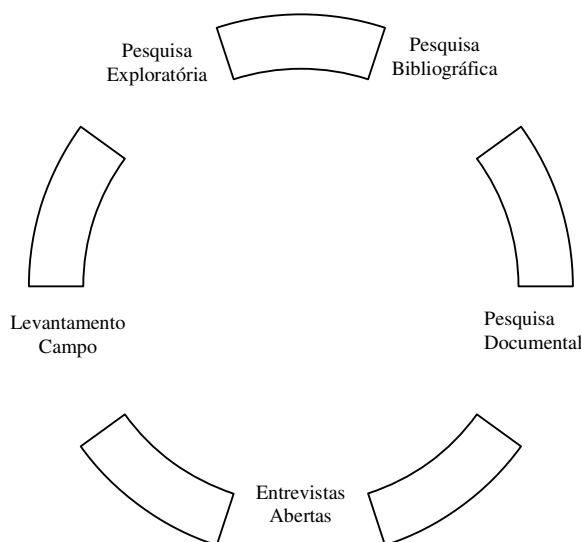 Pesquisa
Exploratória
Pesquisa
Bibliográfica
Levantamento
Campo
Pesquisa
Documental
Entrevistas
Abertas